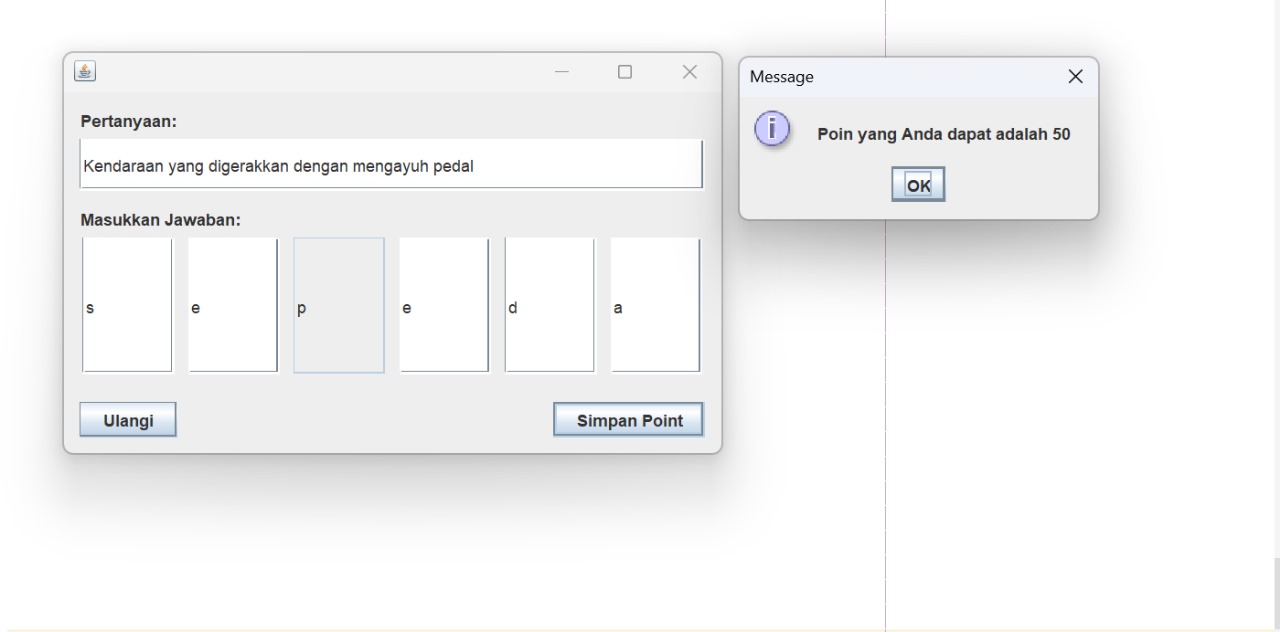 Pertanyaan:
Kendaraan yang digerakkan dengan mengayuh pedal
Masukkan Jawaban:
s e p e d a
Ulangi Simpan Point
Message
Poin yang Anda dapat adalah 50
OK